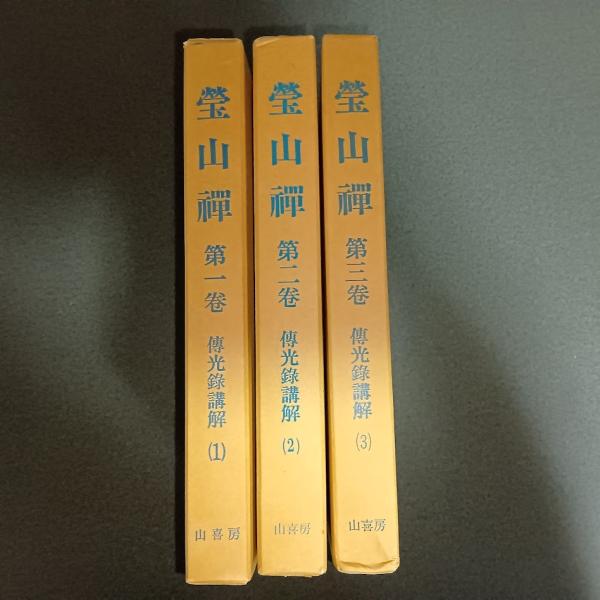 瑩山禪 第一卷 傳光錄講解 (1)
山喜房
瑩山禪 第二卷 傳光錄講解 (2)
山喜房
瑩山禪 第三卷 傳光錄講解 (3)
山喜房